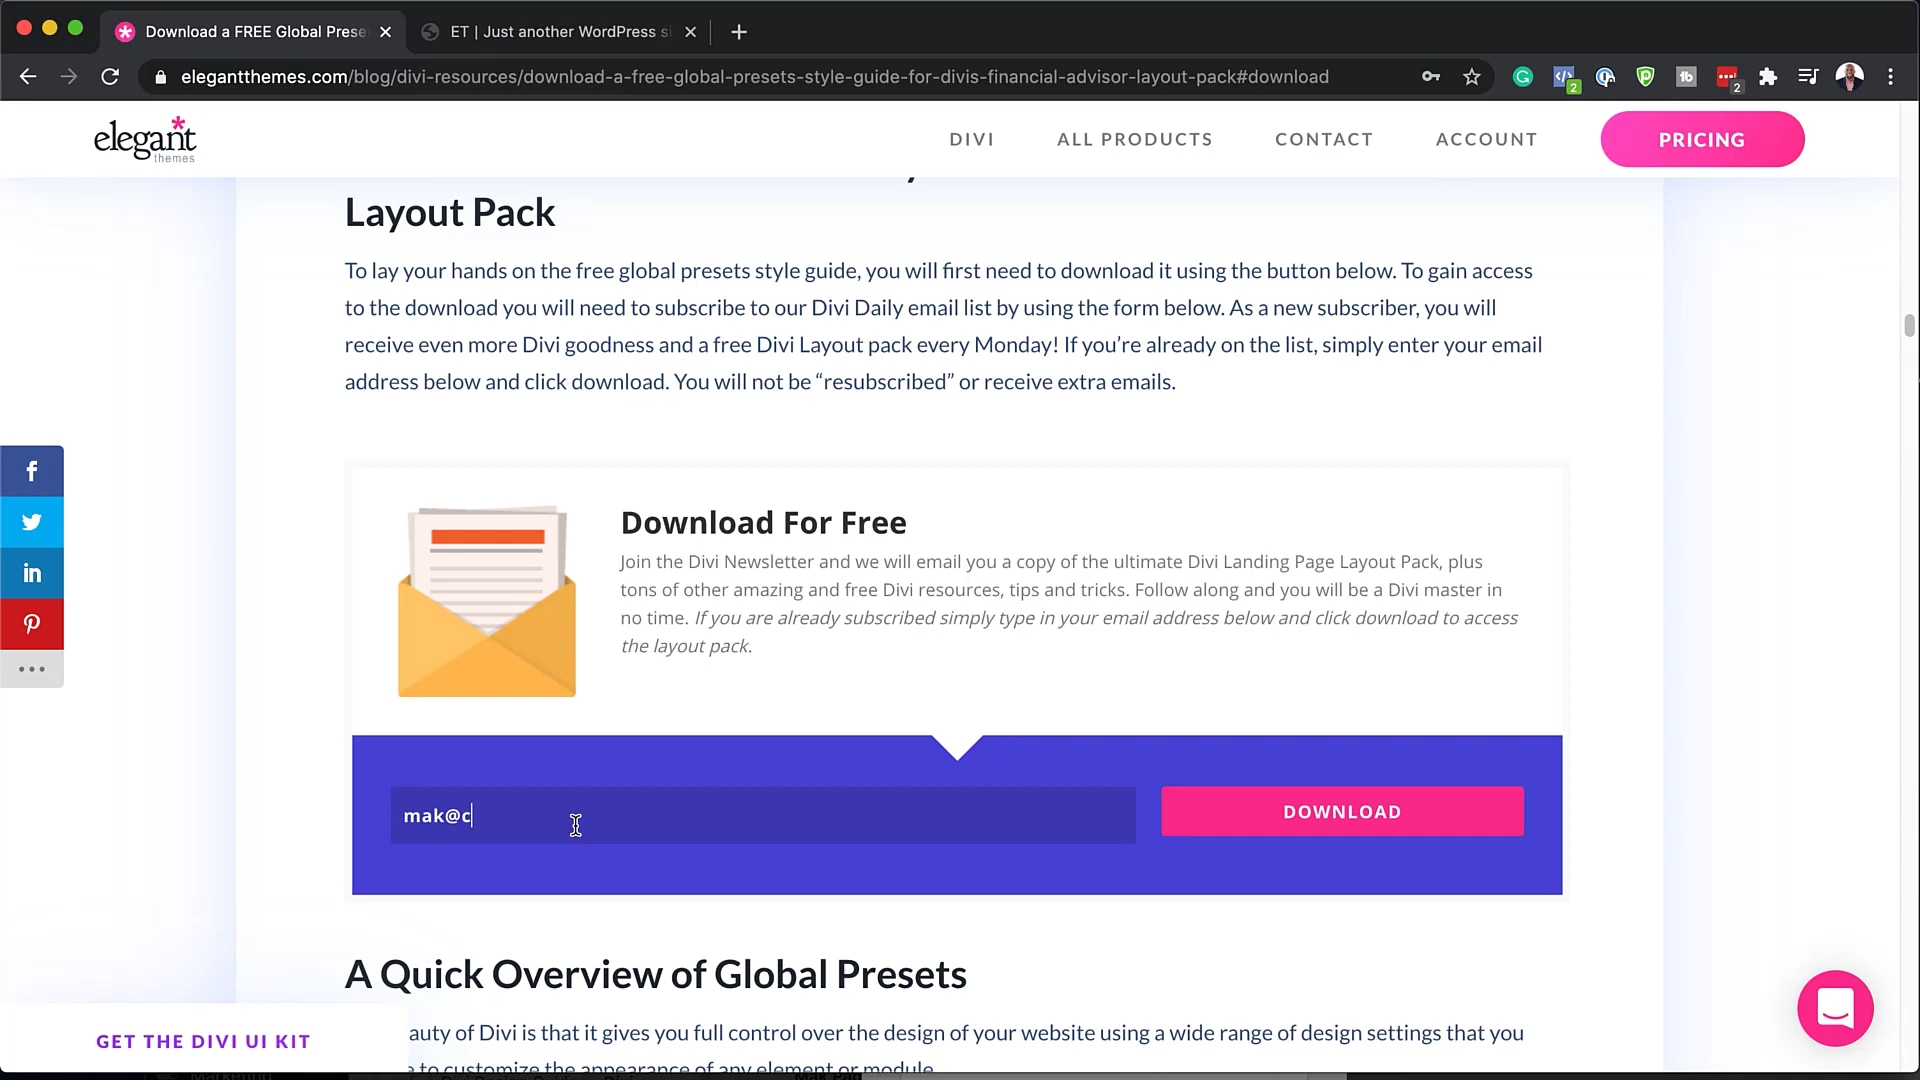 Download a FREE Global Prese
ET | Just another WordPress si
elegantthemes.com/blog/divi-resources/download-a-free-global-presets-style-guide-for-divis-financial-advisor-layout-pack#download
2
2
elegant
themes
DIVI
ALL PRODUCTS
CONTACT
ACCOUNT
PRICING
Layout Pack
To lay your hands on the free global presets style guide, you will first need to download it using the button below. To gain access
to the download you will need to subscribe to our Divi Daily email list by using the form below. As a new subscriber, you will
receive even more Divi goodness and a free Divi Layout pack every Monday! If you’re already on the list, simply enter your email
address below and click download. You will not be “resubscribed” or receive extra emails.
Download For Free
Join the Divi Newsletter and we will email you a copy of the ultimate Divi Landing Page Layout Pack, plus
tons of other amazing and free Divi resources, tips and tricks. Follow along and you will be a Divi master in
no time. If you are already subscribed simply type in your email address below and click download to access
the layout pack.
mak@c
DOWNLOAD
A Quick Overview of Global Presets
auty of Divi is that it gives you full control over the design of your website using a wide range of design settings that you
e to customize the appearance of any element or module
GET THE DIVI UI KIT